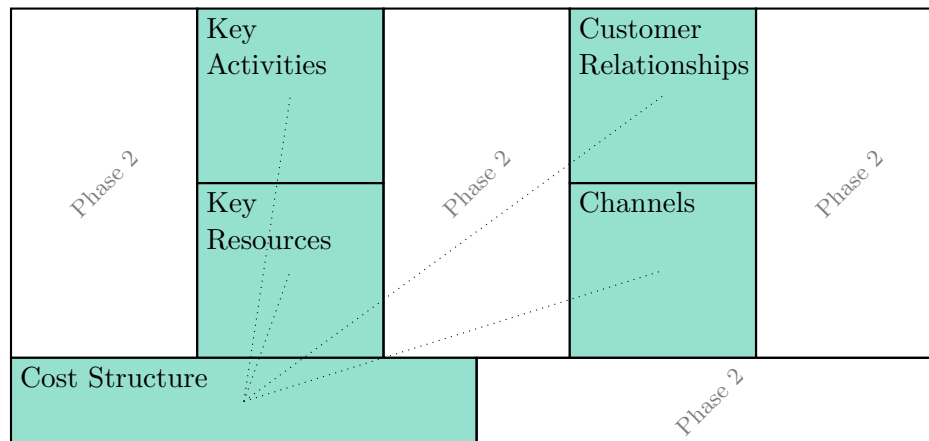 Key
Activities
Customer
Relationships
Phase 2
Phase 2
Phase 2
Key
Resources
Channels
Cost Structure
Phase 2